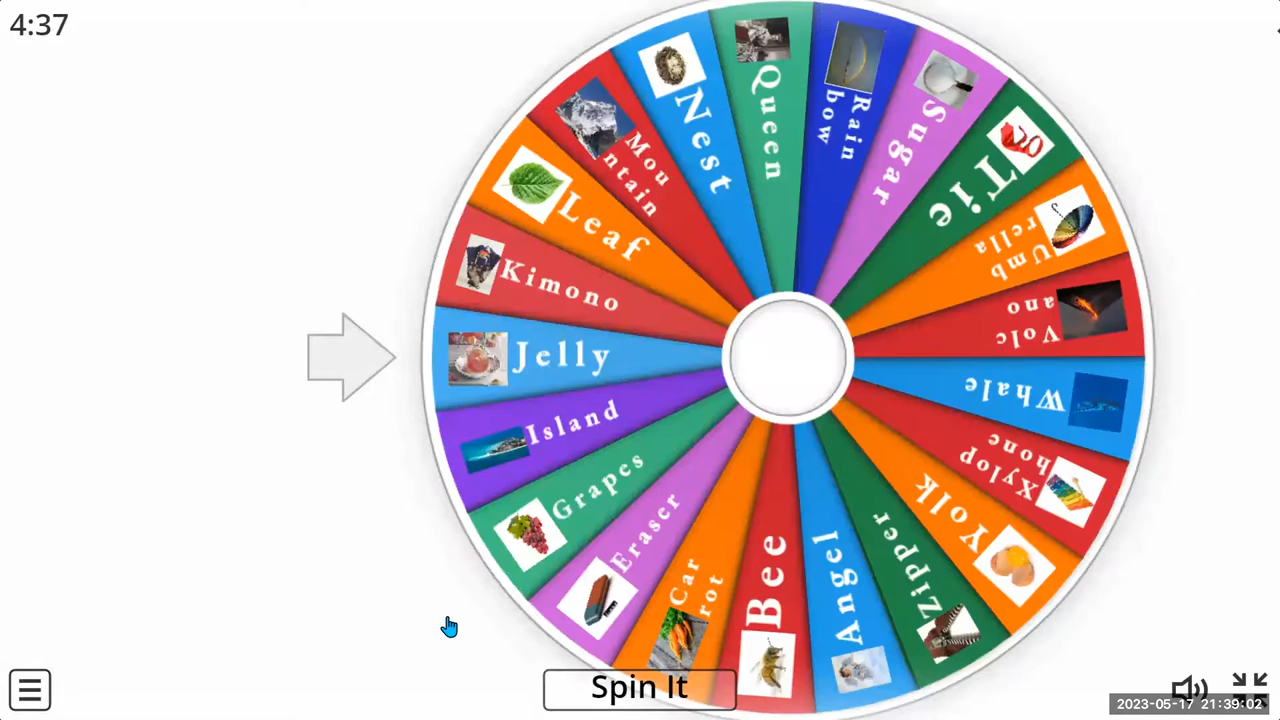 4:37
Queen
Rain
bow
Sugar
Tie
Umb
rella
Volc
ano
Whale
Xylop
hone
Yolk
Zipper
Angel
Bee
Car
rot
Eraser
Grapes
Island
Jelly
Kimono
Leaf
Mou
ntain
Nest
Spin It
2023-05-17 21:39:02